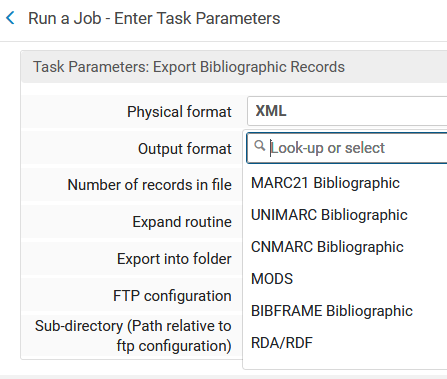 Run a Job - Enter Task Parameters
Task Parameters: Export Bibliographic Records
Physical format XML
Output format Look-up or select
Number of records in file MARC21 Bibliographic
Expand routine UNIMARC Bibliographic
Export into folder CNMARC Bibliographic
FTP configuration MODS
Sub-directory (Path relative to BIBFRAME Bibliographic
ftp configuration) RDA/RDF